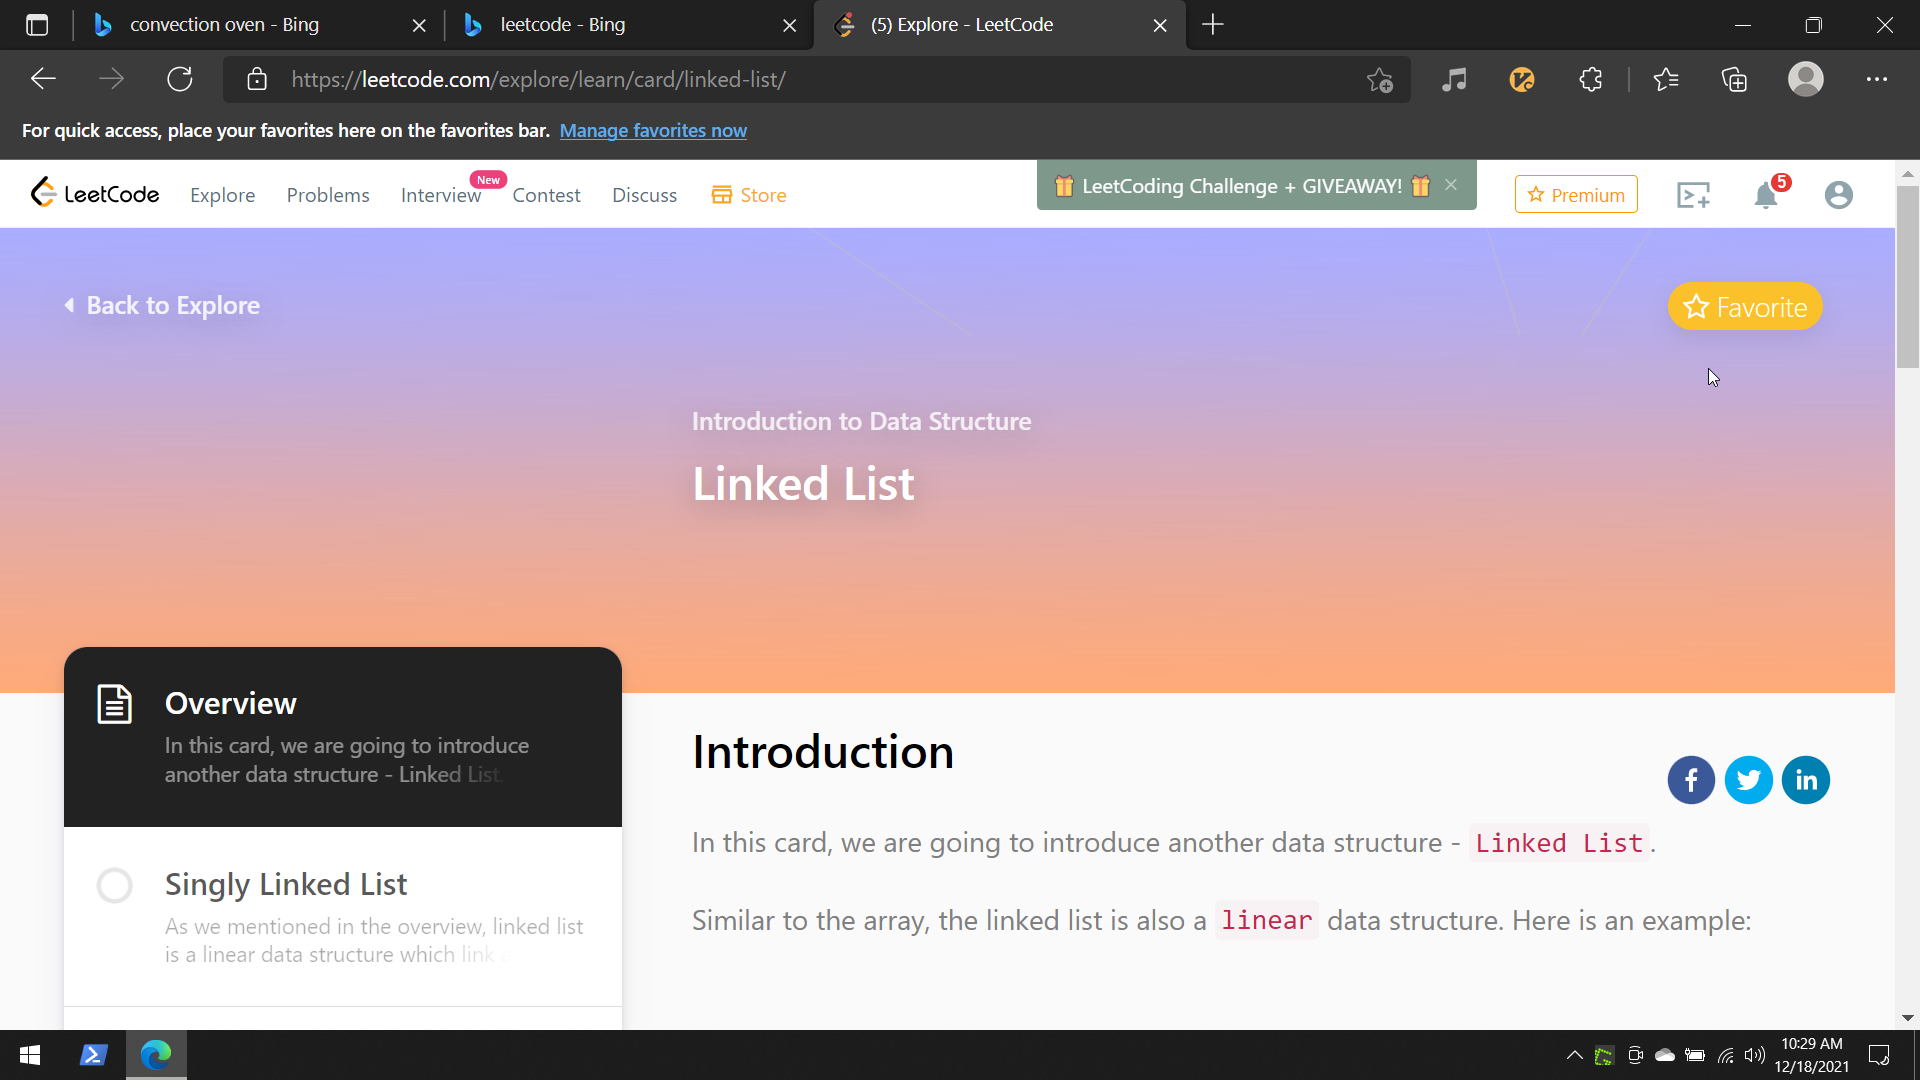 convection oven - Bing
leetcode - Bing
(5) Explore - LeetCode
https://leetcode.com/explore/learn/card/linked-list/
For quick access, place your favorites here on the favorites bar. Manage favorites now
LeetCode
Explore
Problems
Interview
New
Contest
Discuss
Store
LeetCoding Challenge + GIVEAWAY!
Premium
5
Back to Explore
Favorite
Introduction to Data Structure
Linked List
Overview
In this card, we are going to introduce
another data structure - Linked List.
Singly Linked List
As we mentioned in the overview, linked list
is a linear data structure which link
Introduction
In this card, we are going to introduce another data structure - Linked List.
Similar to the array, the linked list is also a linear data structure. Here is an example:
10:29 AM
12/18/2021